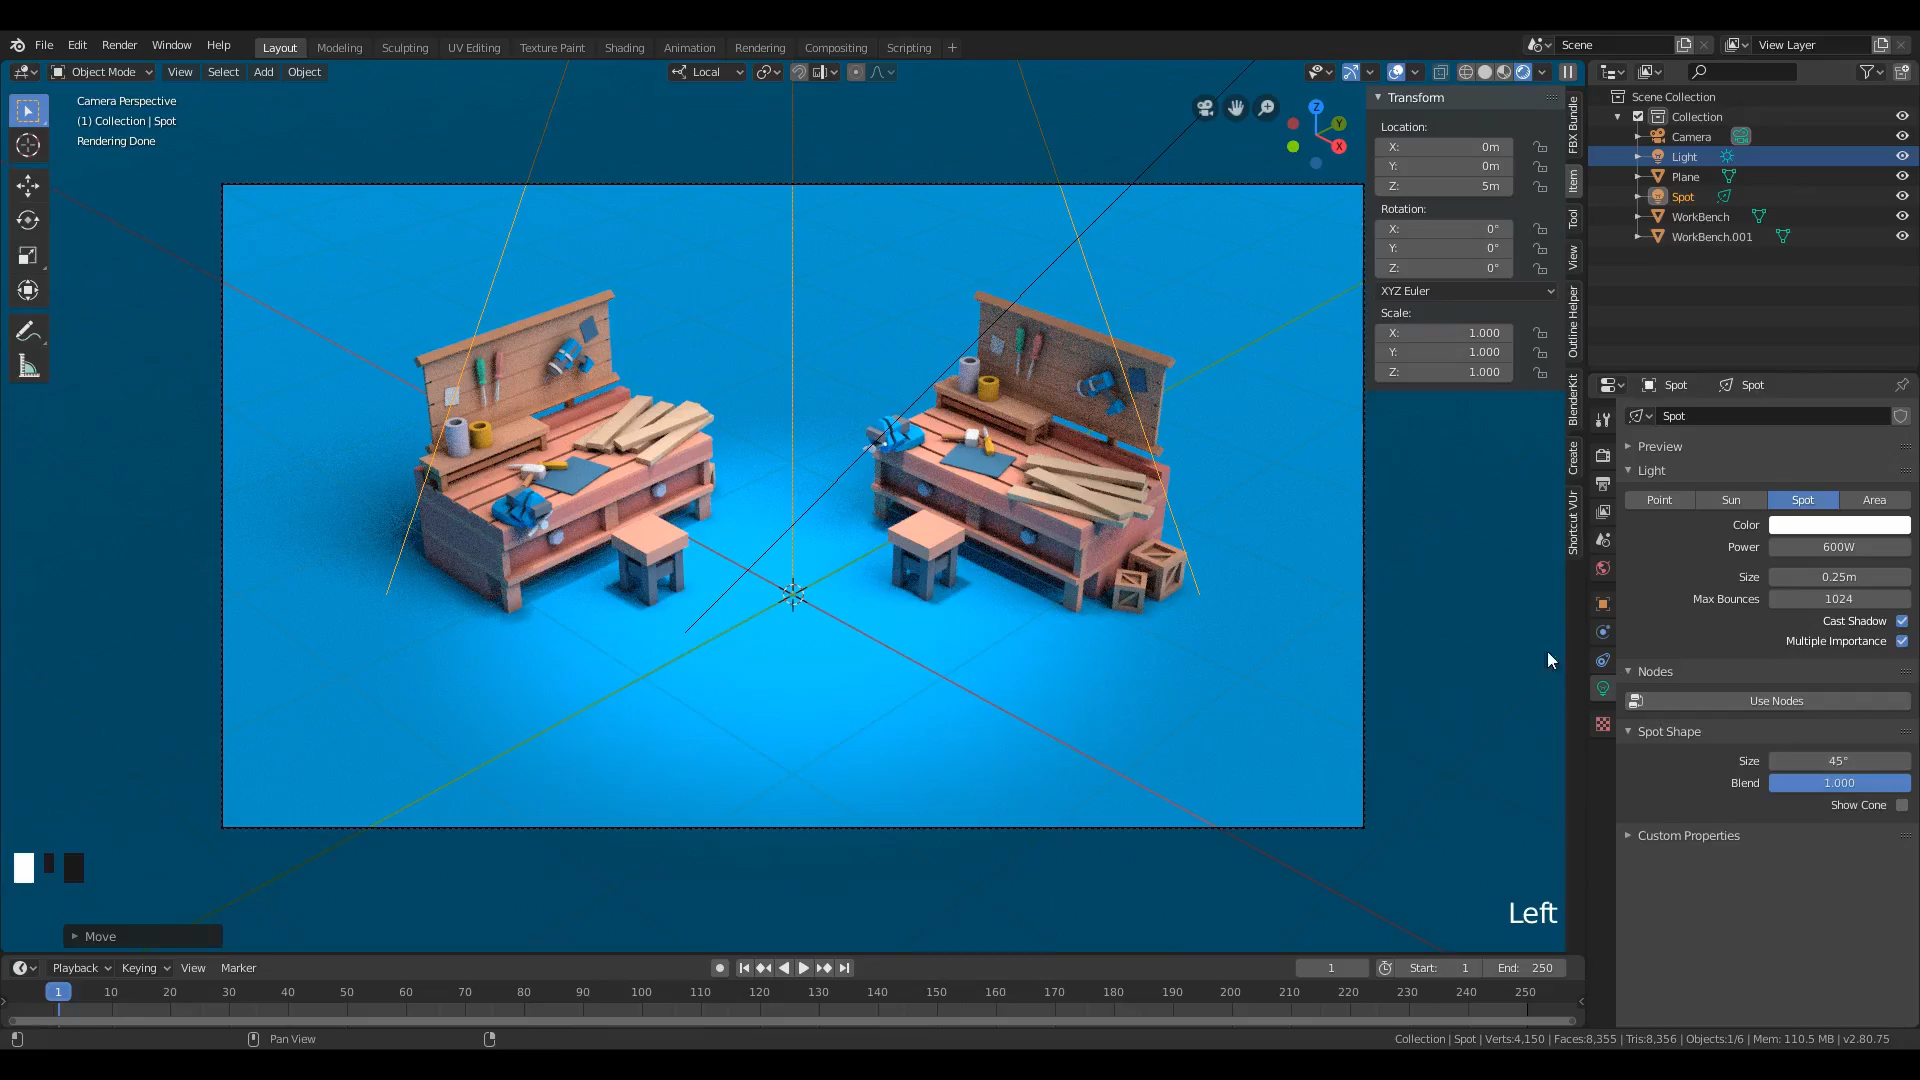 File Edit Render Window Help Layout Modeling Sculpting UV Editing Texture Paint Shading Animation Rendering Compositing Scripting + Scene View Layer
Object Mode View Select Add Object Local
Camera Perspective
(1) Collection | Spot
Rendering Done
Z
Y
X
Transform
Location:
X: 0m
Y: 0m
Z: 5m
Rotation:
X: 0°
Y: 0°
Z: 0°
XYZ Euler
Scale:
X: 1.000
Y: 1.000
Z: 1.000
FBX Bundle
Item
Tool
View
Outline Helper
BlenderKit
Create
Shortcut VUr
Scene Collection
Collection
Camera
Light
Plane
Spot
WorkBench
WorkBench.001
Spot Spot
Spot
Preview
Light
Point Sun Spot Area
Color
Power 600W
Size 0.25m
Max Bounces 1024
Cast Shadow
Multiple Importance
Nodes
Use Nodes
Spot Shape
Size 45°
Blend 1.000
Show Cone
Custom Properties
Left
Move
Playback Keying View Marker 1 Start: 1 End: 250
1 10 20 30 40 50 60 70 80 90 100 110 120 130 140 150 160 170 180 190 200 210 220 230 240 250
Pan View Collection | Spot | Verts:4,150 | Faces:8,355 | Tris:8,356 | Objects:1/6 | Mem: 110.5 MB | v2.80.75